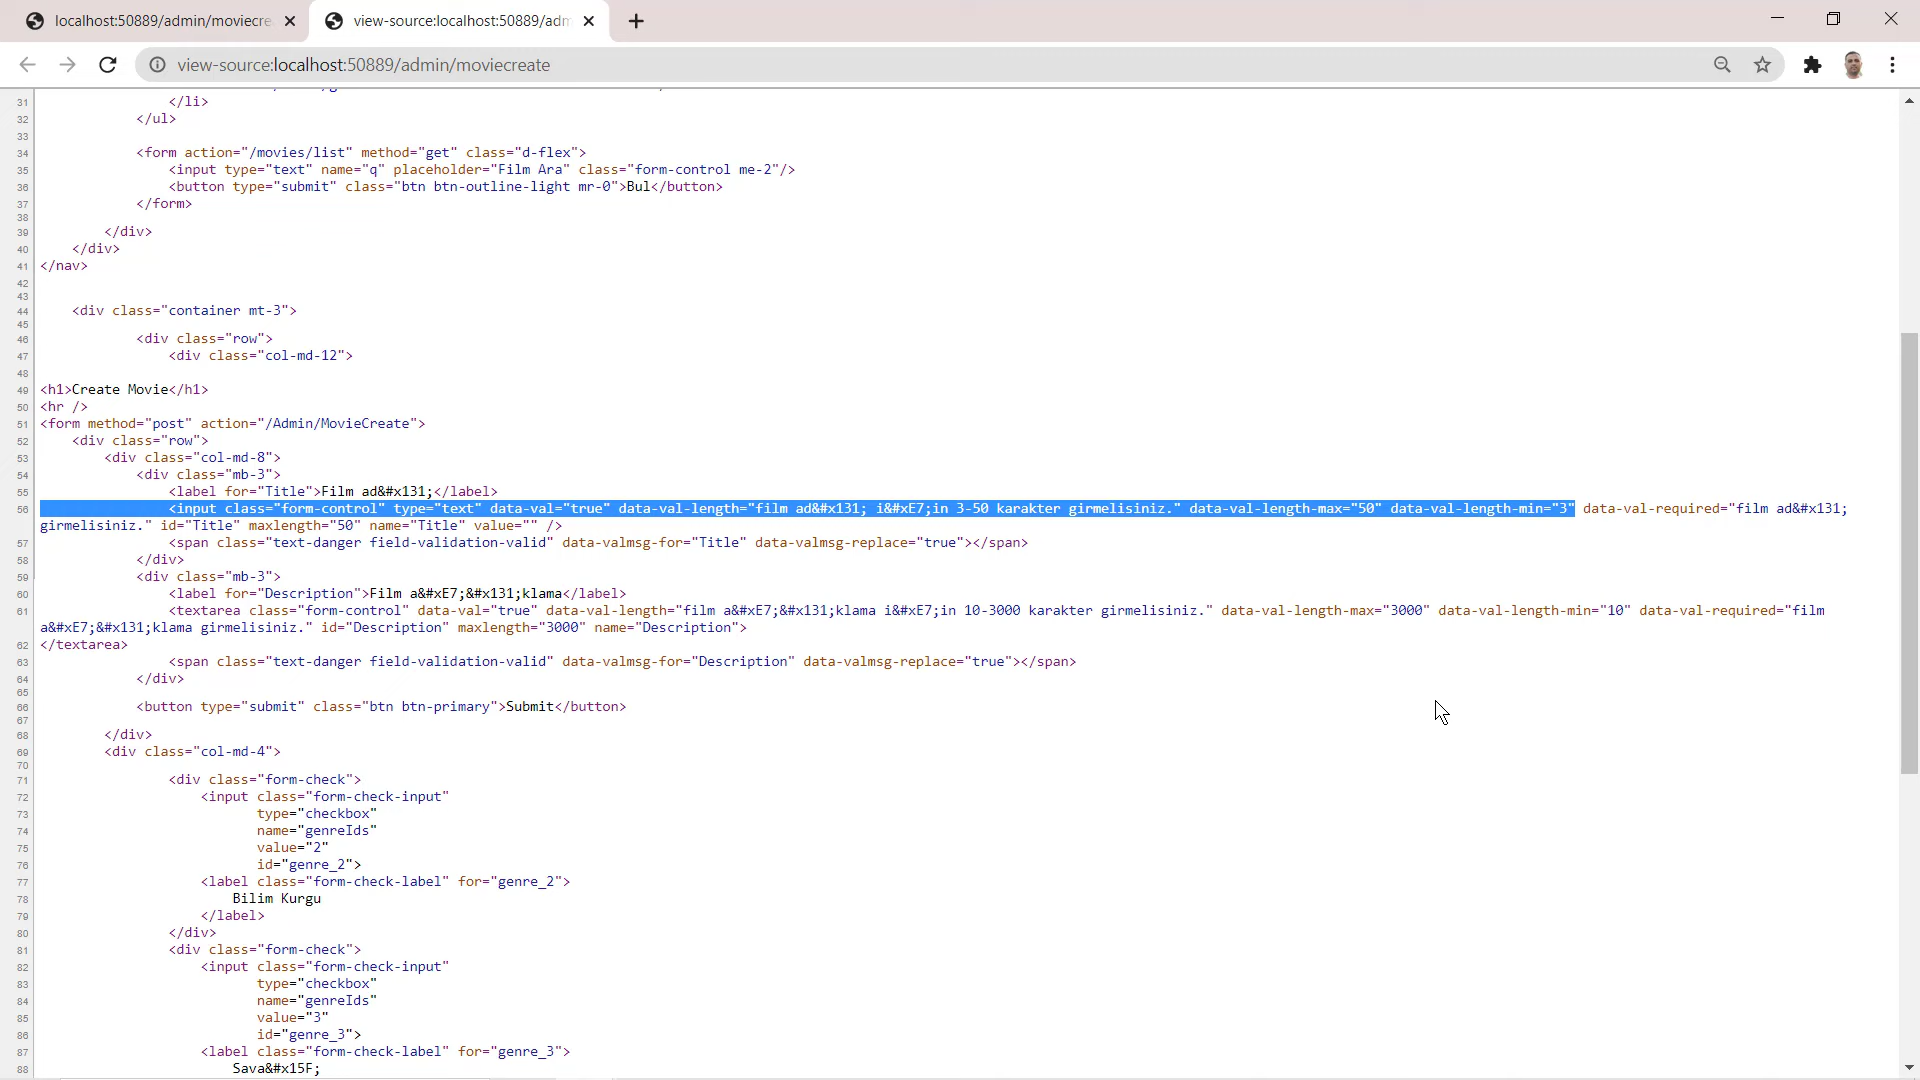 localhost:50889/admin/moviecre
view-source:localhost:50889/adm
view-source:localhost:50889/admin/moviecreate
31 </li>
32 </ul>
33
34 <form action="/movies/list" method="get" class="d-flex">
35 <input type="text" name="q" placeholder="Film Ara" class="form-control me-2"/>
36 <button type="submit" class="btn btn-outline-light mr-0">Bul</button>
37 </form>
38
39 </div>
40 </div>
41 </nav>
42
43
44 <div class="container mt-3">
45
46 <div class="row">
47 <div class="col-md-12">
48
49 <h1>Create Movie</h1>
50 <hr />
51 <form method="post" action="/Admin/MovieCreate">
52 <div class="row">
53 <div class="col-md-8">
54 <div class="mb-3">
55 <label for="Title">Film ad&#x131;</label>
56 <input class="form-control" type="text" data-val="true" data-val-length="film ad&#x131; i&#xE7;in 3-50 karakter girmelisiniz." data-val-length-max="50" data-val-length-min="3" data-val-required="film ad&#x131;
girmelisiniz." id="Title" maxlength="50" name="Title" value="" />
57 <span class="text-danger field-validation-valid" data-valmsg-for="Title" data-valmsg-replace="true"></span>
58 </div>
59 <div class="mb-3">
60 <label for="Description">Film a&#xE7;&#x131;klama</label>
61 <textarea class="form-control" data-val="true" data-val-length="film a&#xE7;&#x131;klama i&#xE7;in 10-3000 karakter girmelisiniz." data-val-length-max="3000" data-val-length-min="10" data-val-required="film
a&#xE7;&#x131;klama girmelisiniz." id="Description" maxlength="3000" name="Description">
62 </textarea>
63 <span class="text-danger field-validation-valid" data-valmsg-for="Description" data-valmsg-replace="true"></span>
64 </div>
65
66 <button type="submit" class="btn btn-primary">Submit</button>
67
68 </div>
69 <div class="col-md-4">
70
71 <div class="form-check">
72 <input class="form-check-input"
73 type="checkbox"
74 name="genreIds"
75 value="2"
76 id="genre_2">
77 <label class="form-check-label" for="genre_2">
78 Bilim Kurgu
79 </label>
80 </div>
81 <div class="form-check">
82 <input class="form-check-input"
83 type="checkbox"
84 name="genreIds"
85 value="3"
86 id="genre_3">
87 <label class="form-check-label" for="genre_3">
88 Sava&#x15F;